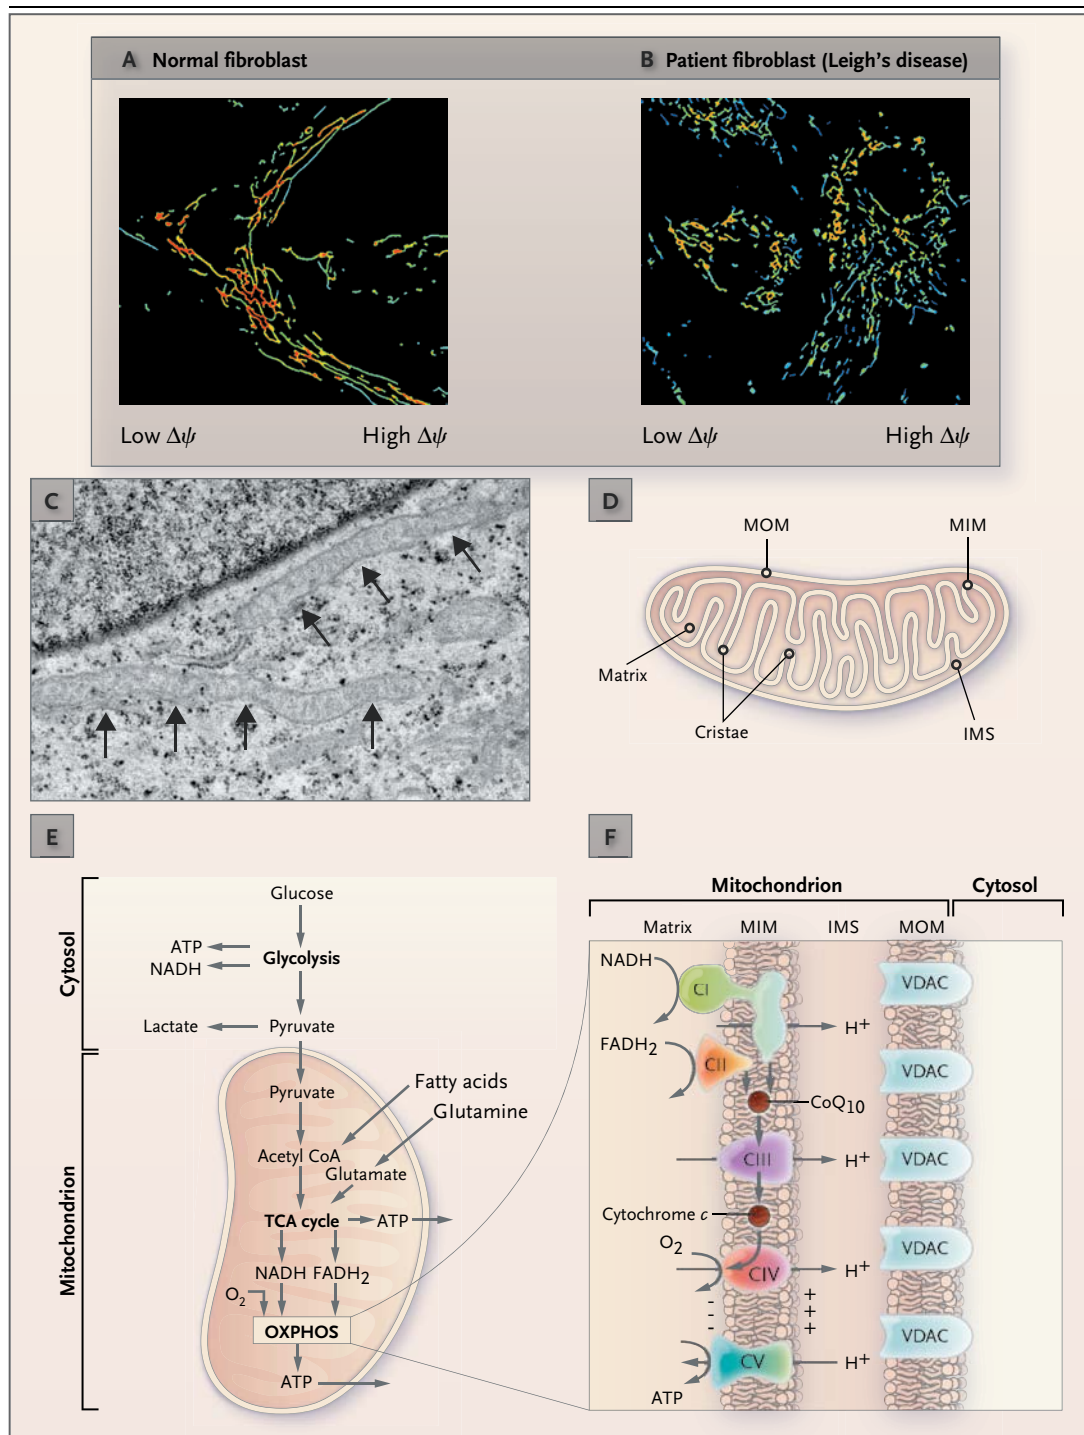 A Normal fibroblast
B Patient fibroblast (Leigh's disease)
Low Δψ
High Δψ
Low Δψ
High Δψ
C
D
MOM
MIM
Matrix
Cristae
IMS
E
Cytosol
Glucose
ATP
NADH
Glycolysis
Lactate
Pyruvate
Mitochondrion
Pyruvate
Fatty acids
Glutamine
Acetyl CoA
Glutamate
TCA cycle
ATP
NADH FADH2
O2
OXPHOS
ATP
F
Mitochondrion
Cytosol
Matrix
MIM
IMS
MOM
NADH
CI
VDAC
H+
FADH2
CII
VDAC
CoQ10
CIII
H+
VDAC
Cytochrome c
O2
VDAC
CIV
H+
- +
- +
- +
VDAC
CV
H+
ATP